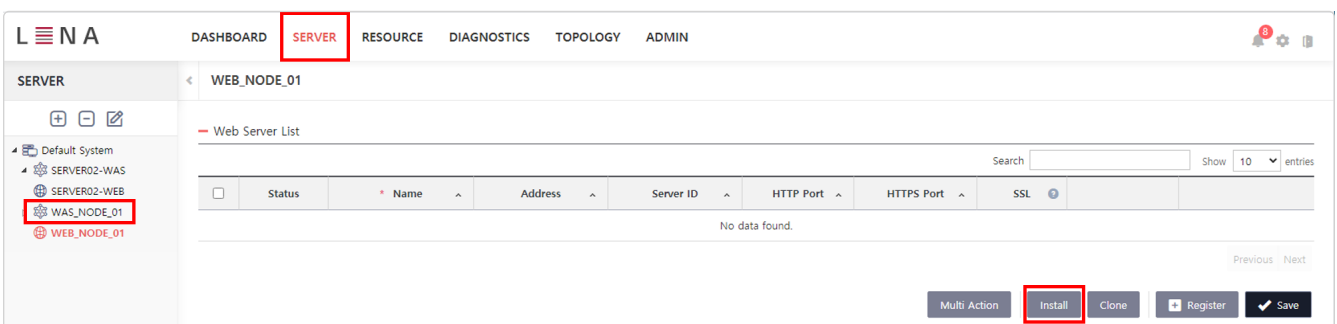 LENA DASHBOARD SERVER RESOURCE DIAGNOSTICS TOPOLOGY ADMIN 8
SERVER WEB_NODE_01
Web Server List
Default System
Search Show 10 entries
SERVER02-WAS
SERVER02-WEB
Status * Name Address Server ID HTTP Port HTTPS Port SSL ?
WAS_NODE_01
No data found.
WEB_NODE_01
Previous Next
Multi Action Install Clone Register Save